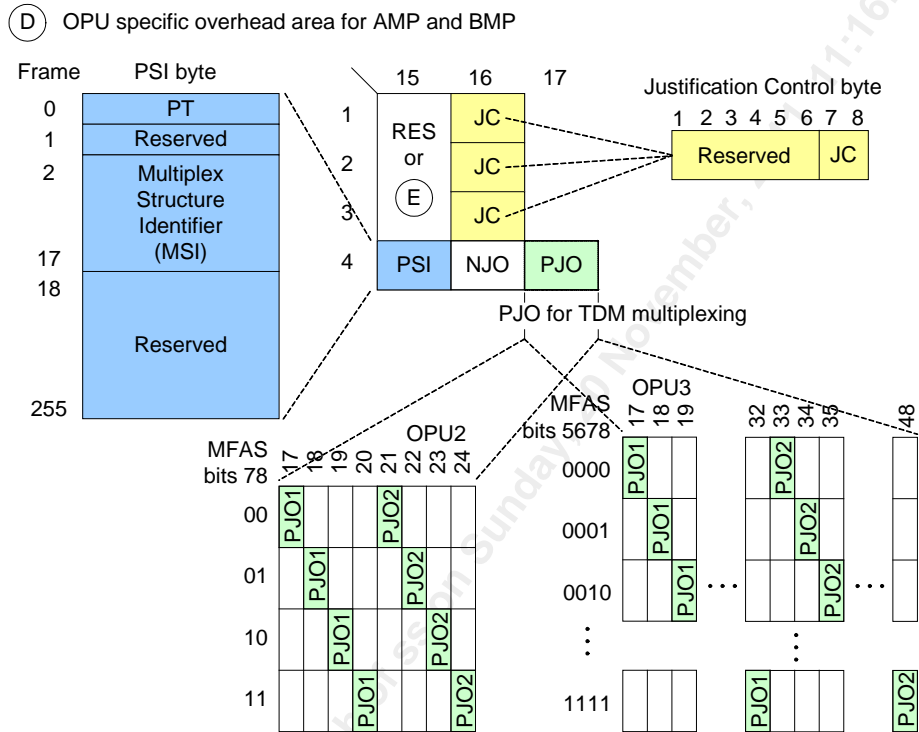 D OPU specific overhead area for AMP and BMP
Frame PSI byte
0 PT
1 Reserved
2 Multiplex
Structure
Identifier
(MSI)
17
18
Reserved
255
15 16 17
1 JC
2 JC
3 JC
RES
or
E
4 PSI NJO PJO
Justification Control byte
1 2 3 4 5 6 7 8
Reserved JC
PJO for TDM multiplexing
MFAS
bits 78
OPU2
17 18 19 20 21 22 23 24
00 PJO1 PJO2
01 PJO1 PJO2
10 PJO1 PJO2
11 PJO1 PJO2
MFAS
bits 5678
OPU3
17 18 19 32 33 34 35 48
0000 PJO1 PJO2
0001 PJO1 PJO2
0010 PJO1 PJO2
1111 PJO1 PJO2